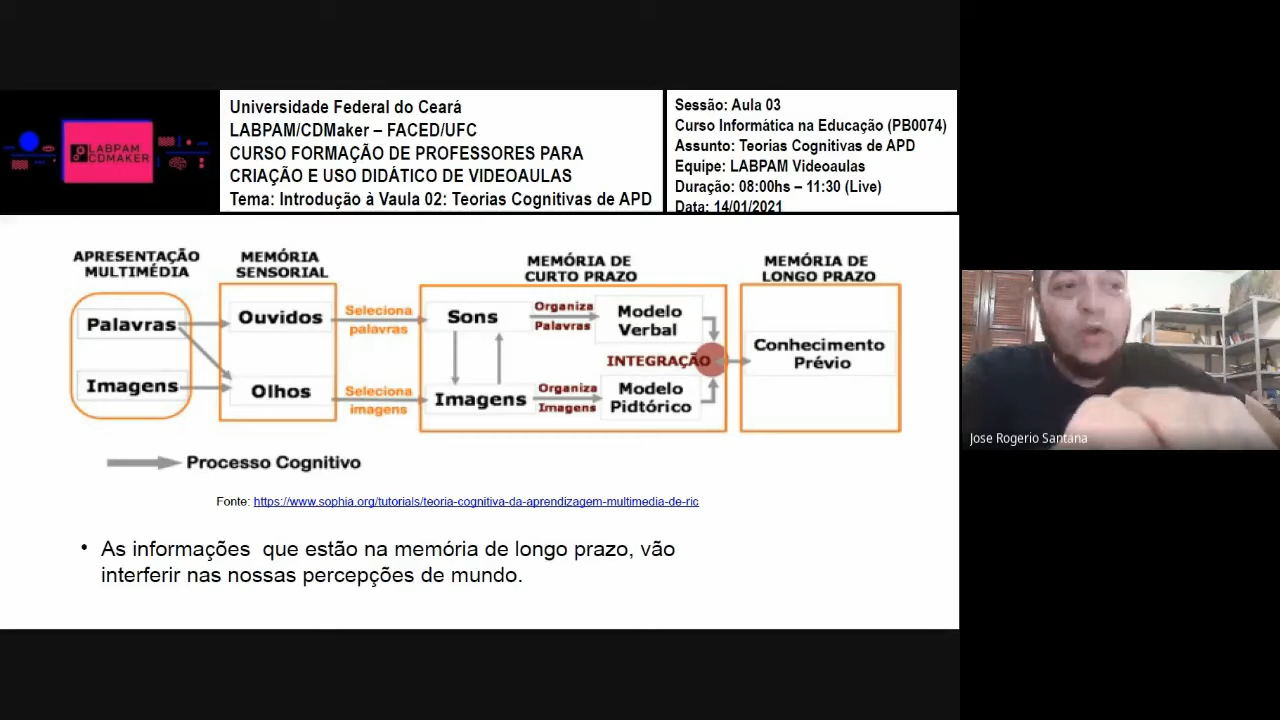 LABPAM
CDMAKER
Universidade Federal do Ceará
LABPAM/CDMaker – FACED/UFC
CURSO FORMAÇÃO DE PROFESSORES PARA
CRIAÇÃO E USO DIDÁTICO DE VIDEOAULAS
Tema: Introdução à Vaula 02: Teorias Cognitivas de APD
Sessão: Aula 03
Curso Informática na Educação (PB0074)
Assunto: Teorias Cognitivas de APD
Equipe: LABPAM Videoaulas
Duração: 08:00hs – 11:30 (Live)
Data: 14/01/2021
APRESENTAÇÃO
MULTIMÉDIA
Palavras
Imagens
MEMÓRIA
SENSORIAL
Ouvidos
Olhos
Seleciona
palavras
Seleciona
imagens
MEMÓRIA DE
CURTO PRAZO
Sons
Imagens
Organiza
Palavras
Organiza
Imagens
Modelo
Verbal
INTEGRAÇÃO
Modelo
Pidtórico
MEMÓRIA DE
LONGO PRAZO
Conhecimento
Prévio
Processo Cognitivo
Fonte: https://www.sophia.org/tutorials/teoria-cognitiva-da-aprendizagem-multimedia-de-ric
• As informações que estão na memória de longo prazo, vão
interferir nas nossas percepções de mundo.
Jose Rogerio Santana